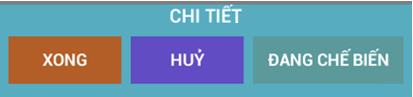 CHI TIẾT
XONG HUỶ ĐANG CHẾ BIẾN